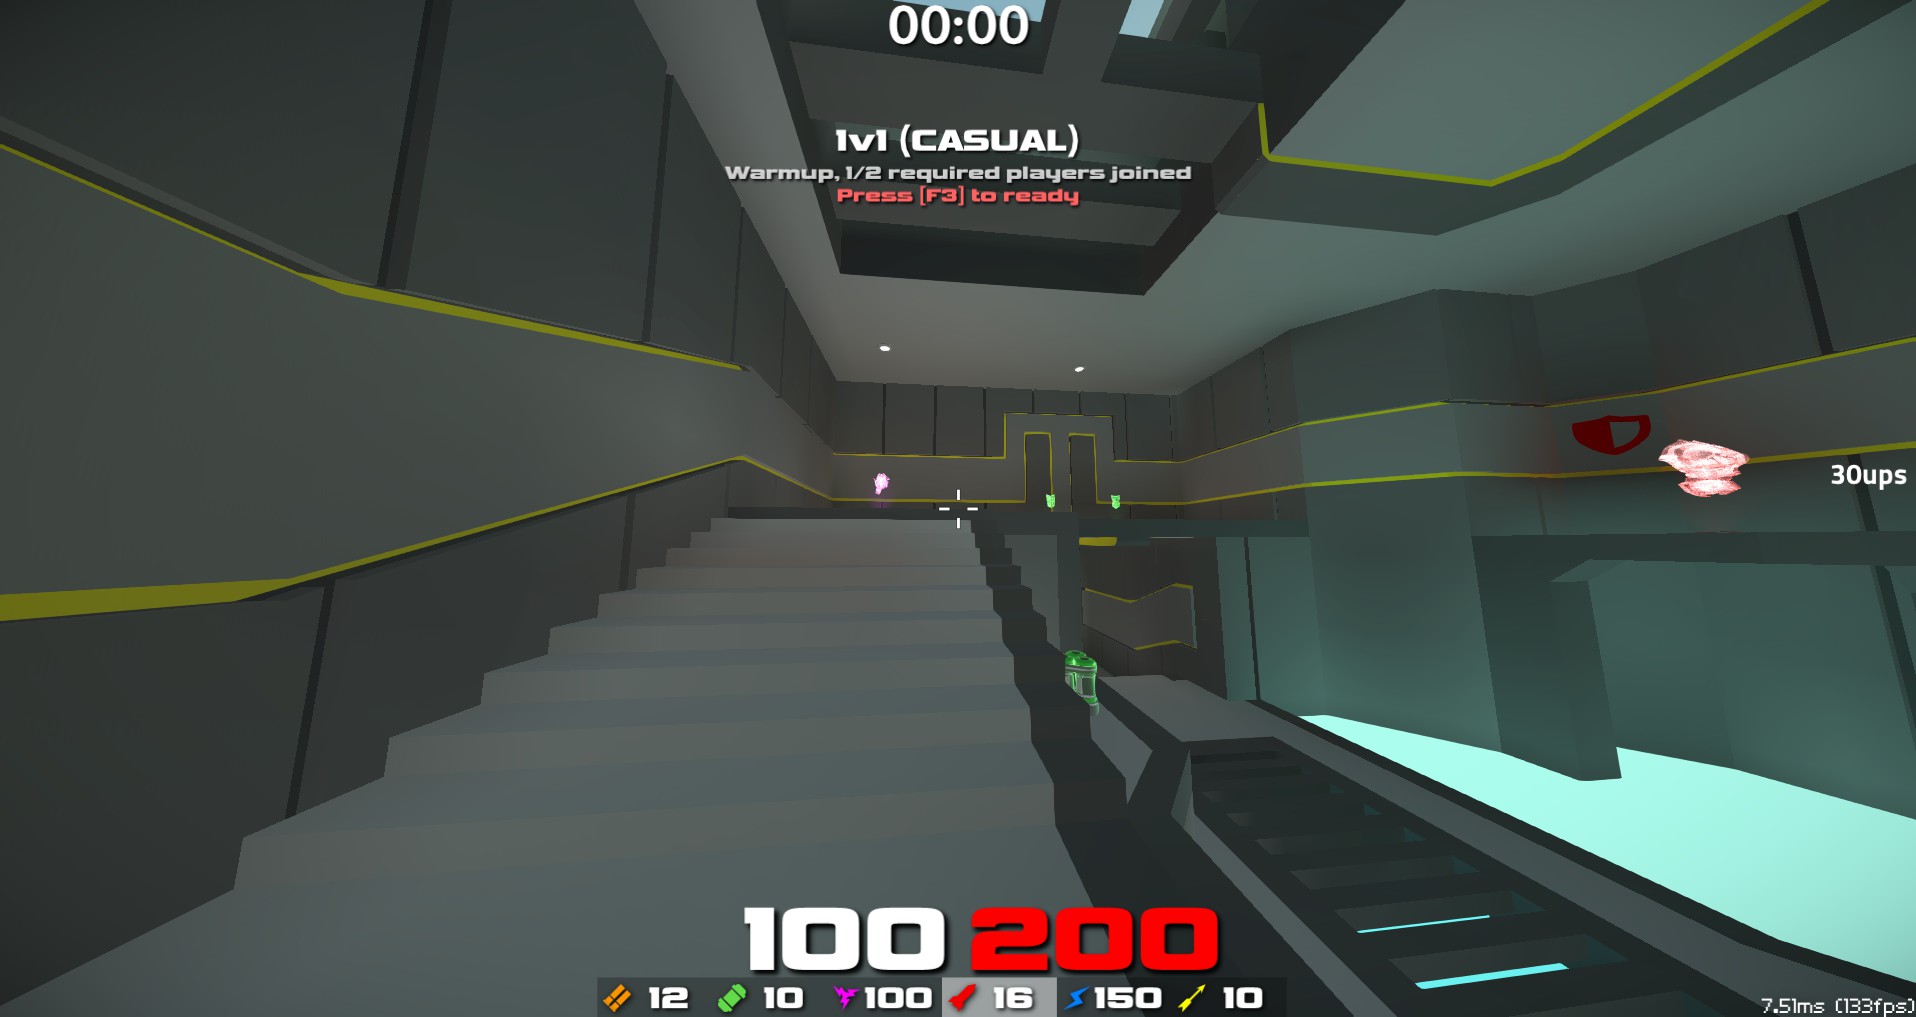 00:00
1v1 (CASUAL)
Warmup, 1/2 required players joined
Press [F3] to ready
30ups
100 200
12 10 100 16 150 10
7.51ms (133fps)